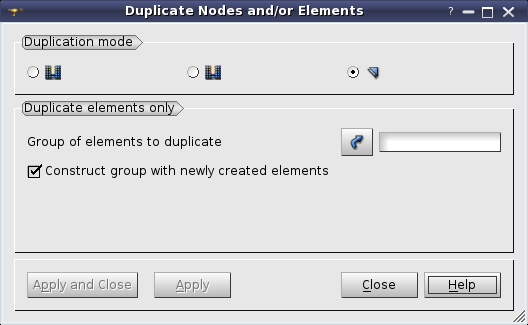 Duplicate Nodes and/or Elements
Duplication mode
Duplicate elements only
Group of elements to duplicate
Construct group with newly created elements
Apply and Close Apply Close Help